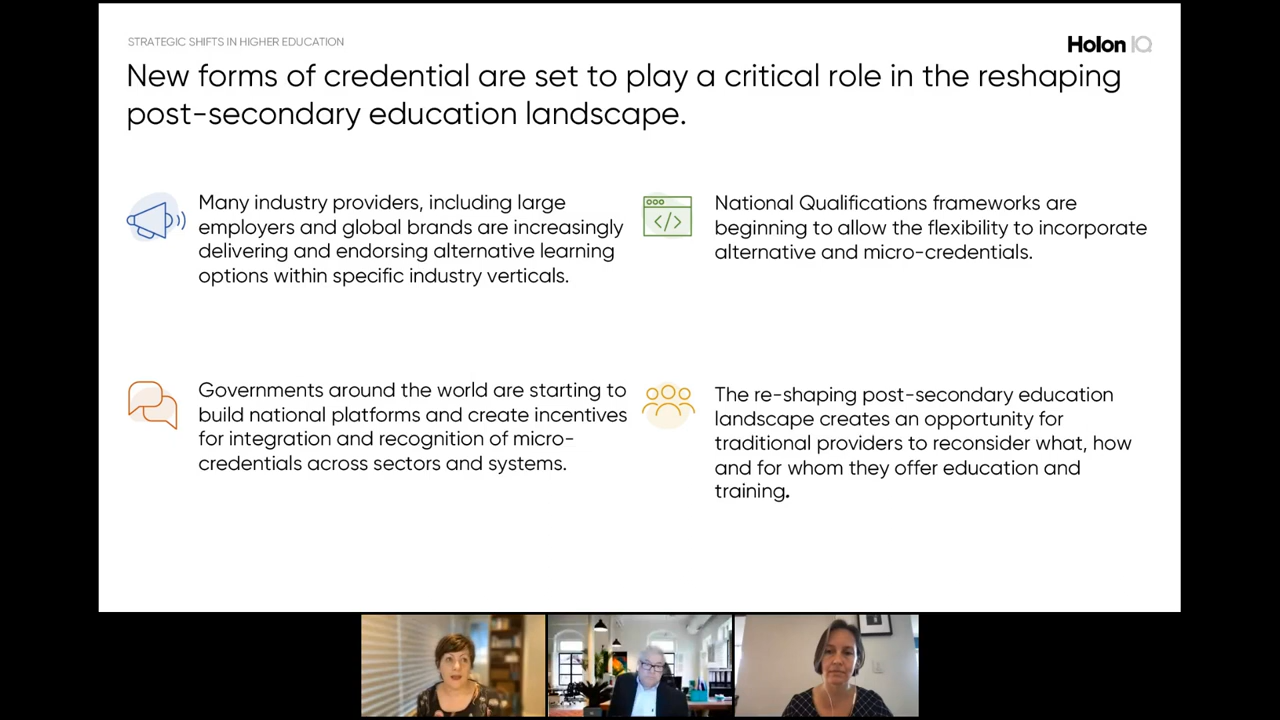 STRATEGIC SHIFTS IN HIGHER EDUCATION
Holon IQ
New forms of credential are set to play a critical role in the reshaping
post-secondary education landscape.
Many industry providers, including large
employers and global brands are increasingly
delivering and endorsing alternative learning
options within specific industry verticals.
</>
National Qualifications frameworks are
beginning to allow the flexibility to incorporate
alternative and micro-credentials.
Governments around the world are starting to
build national platforms and create incentives
for integration and recognition of micro-
credentials across sectors and systems.
The re-shaping post-secondary education
landscape creates an opportunity for
traditional providers to reconsider what, how
and for whom they offer education and
training.